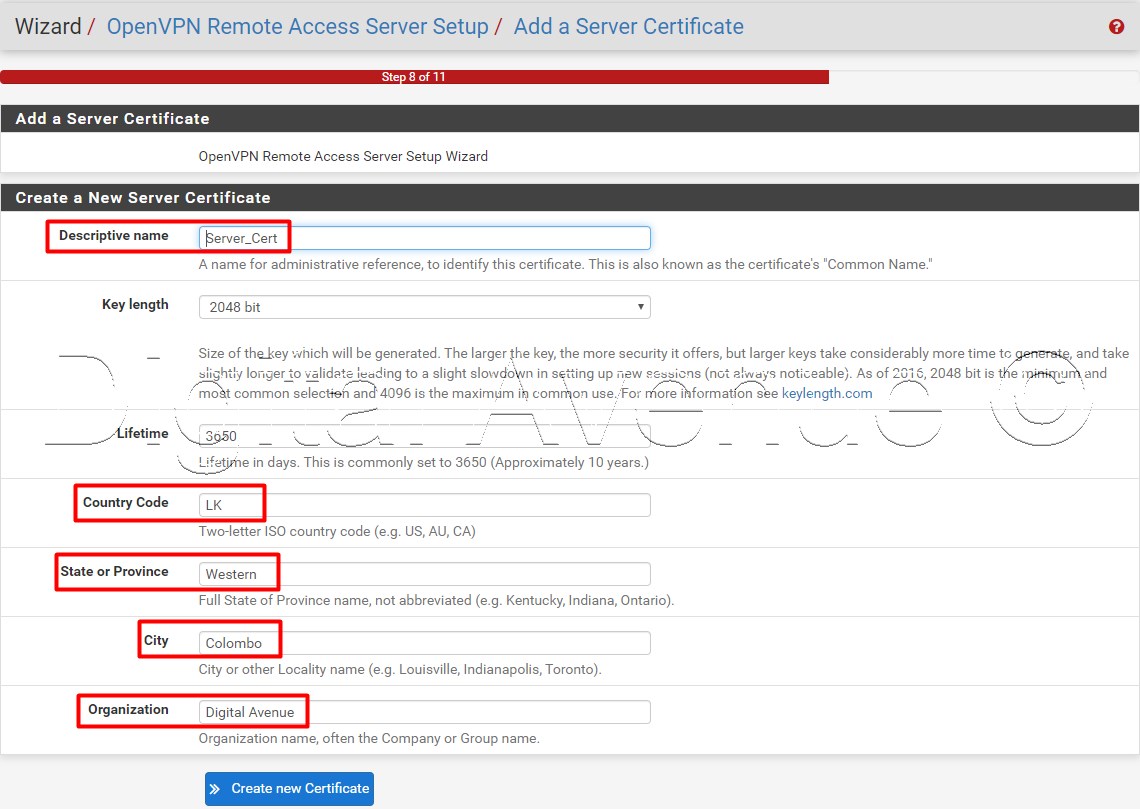 Wizard / OpenVPN Remote Access Server Setup / Add a Server Certificate
Step 8 of 11
Add a Server Certificate
OpenVPN Remote Access Server Setup Wizard
Create a New Server Certificate
Descriptive name
Server_Cert
A name for administrative reference, to identify this certificate. This is also known as the certificate's "Common Name."
Key length
2048 bit
Size of the key which will be generated. The larger the key, the more security it offers, but larger keys take considerably more time to generate, and take
slightly longer to validate leading to a slight slowdown in setting up new sessions (not always noticeable). As of 2016, 2048 bit is the minimum and
most common selection and 4096 is the maximum in common use. For more information see keylength.com
Lifetime
3650
Lifetime in days. This is commonly set to 3650 (Approximately 10 years.)
Country Code
LK
Two-letter ISO country code (e.g. US, AU, CA)
State or Province
Western
Full State of Province name, not abbreviated (e.g. Kentucky, Indiana, Ontario).
City
Colombo
City or other Locality name (e.g. Louisville, Indianapolis, Toronto).
Organization
Digital Avenue
Organization name, often the Company or Group name.
Create new Certificate
Digital Avenue ©